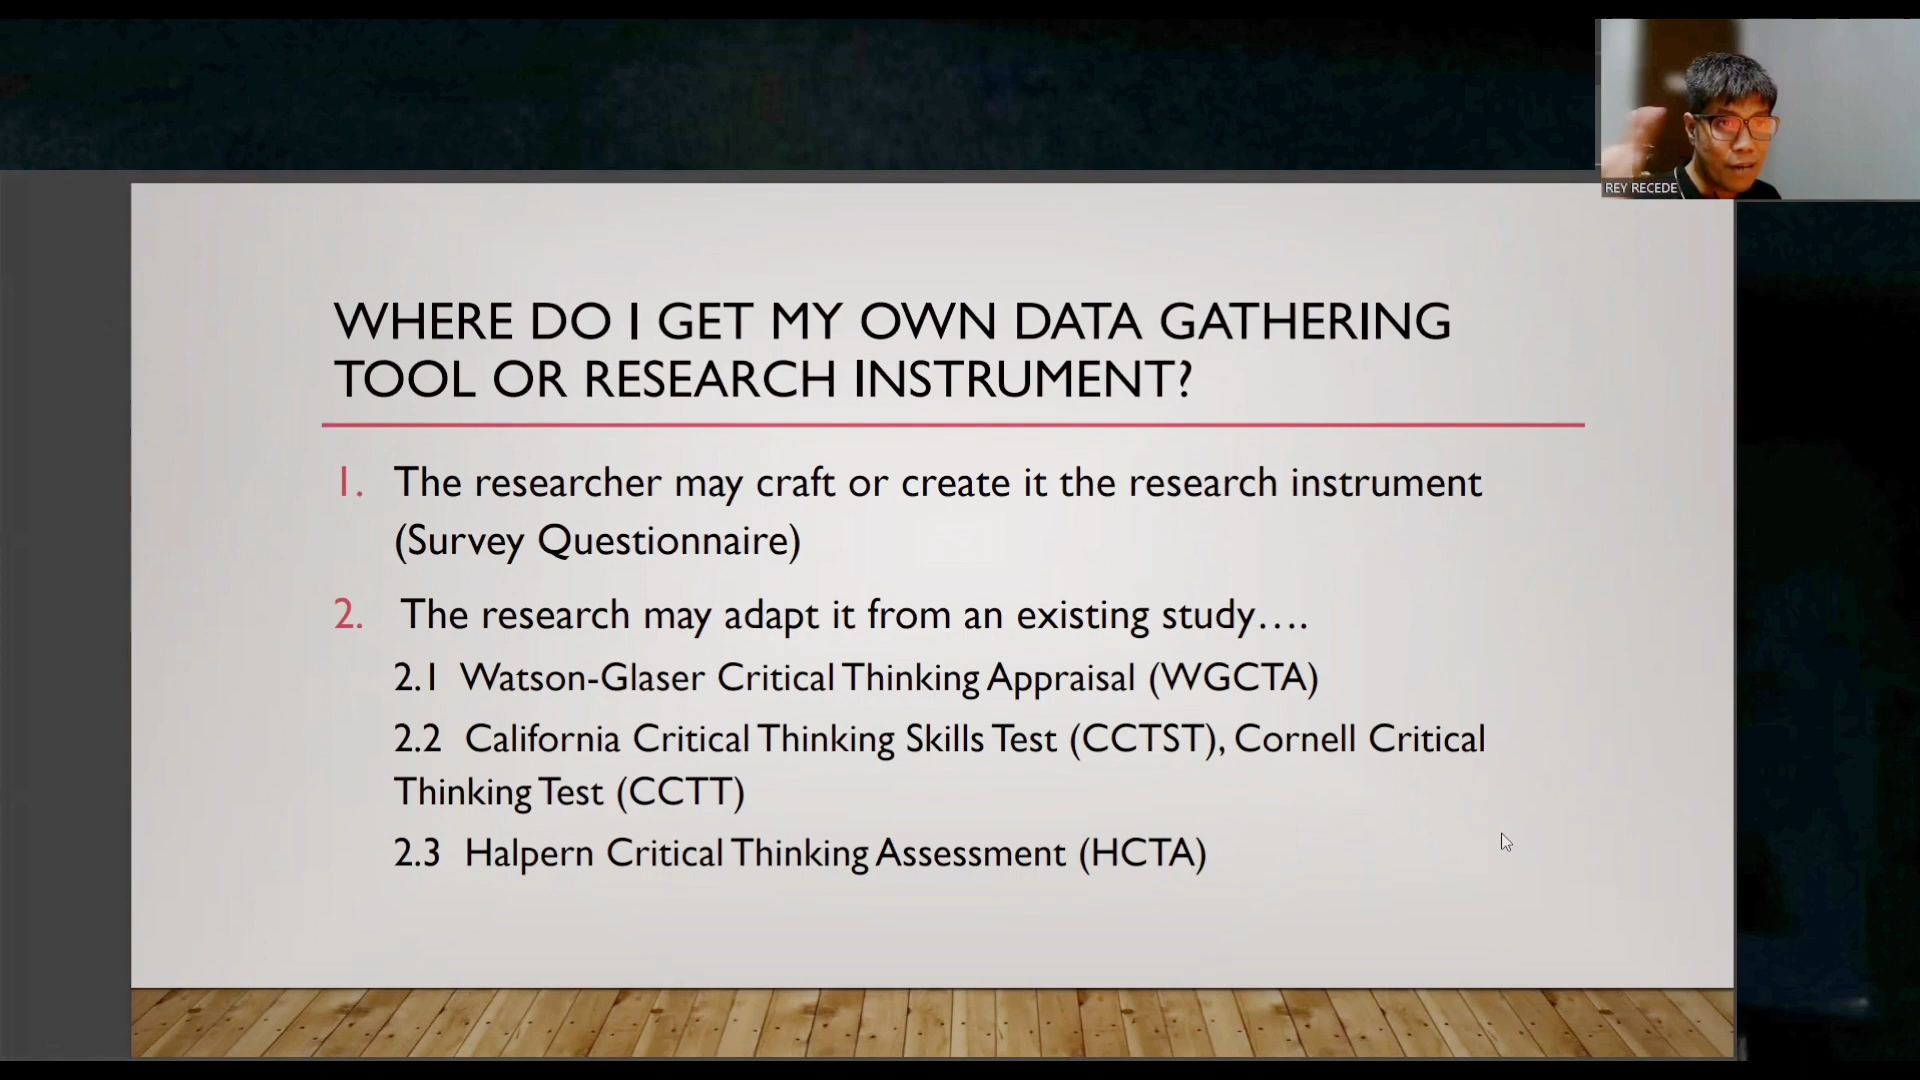 REY RECEDE
WHERE DO I GET MY OWN DATA GATHERING
TOOL OR RESEARCH INSTRUMENT?
1. The researcher may craft or create it the research instrument
(Survey Questionnaire)
2. The research may adapt it from an existing study....
2.1 Watson-Glaser Critical Thinking Appraisal (WGCTA)
2.2 California Critical Thinking Skills Test (CCTST), Cornell Critical
Thinking Test (CCTT)
2.3 Halpern Critical Thinking Assessment (HCTA)